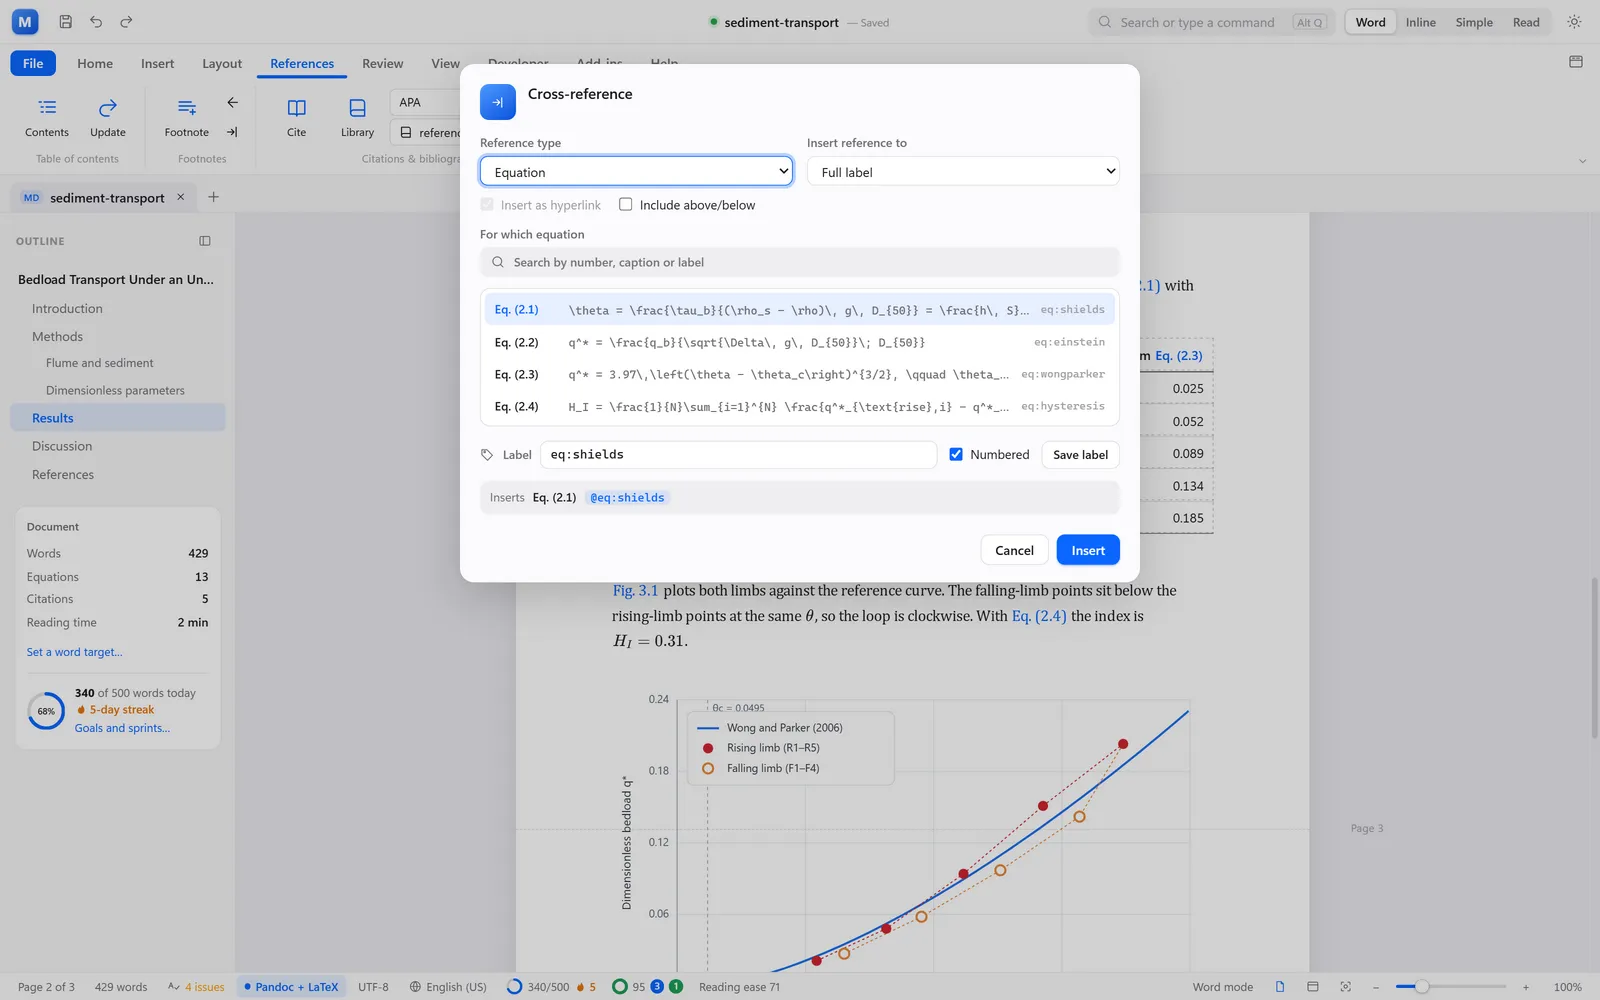 M
sediment-transport — Saved
Search or type a command Alt Q
Word Inline Simple Read
File Home Insert Layout References Review View Developer Add-ins Help
Contents Update Footnote Cite Library APA
Table of contents Footnotes Citations &
MD sediment-transport × +
OUTLINE
Bedload Transport Under an Un...
Introduction
Methods
Flume and sediment
Dimensionless parameters
Results
Discussion
References
Document
Words 429
Equations 13
Citations 5
Reading time 2 min
Set a word target...
340 of 500 words today
68%
5-day streak
Goals and sprints...
Cross-reference
Reference type Insert reference to
Equation Full label
Insert as hyperlink Include above/below
For which equation
Search by number, caption or label
Eq. (2.1) \theta = \frac{\tau_b}{(\rho_s - \rho)\, g\, D_{50}} = \frac{h\, S}... eq:shields
Eq. (2.2) q^* = \frac{q_b}{\sqrt{\Delta\, g\, D_{50}}\; D_{50}} eq:einstein
Eq. (2.3) q^* = 3.97\,\left(\theta - \theta_c\right)^{3/2}, \qquad \theta_... eq:wongparker
Eq. (2.4) H_I = \frac{1}{N}\sum_{i=1}^{N} \frac{q^*_{\text{rise},i} - q^*_... eq:hysteresis
Label eq:shields Numbered Save label
Inserts Eq. (2.1) @eq:shields
Cancel Insert
.1) with
Eq. (2.3)
0.025
0.052
0.089
0.134
0.185
Fig. 3.1 plots both limbs against the reference curve. The falling-limb points sit below the
rising-limb points at the same θ, so the loop is clockwise. With Eq. (2.4) the index is
H_I = 0.31.
0.24
θc = 0.0495
Wong and Parker (2006)
Rising limb (R1–R5)
Falling limb (F1–F4)
0.18
0.12
0.06
Dimensionless bedload q*
Page 3
Page 2 of 3 429 words 4 issues Pandoc + LaTeX UTF-8 English (US) 340/500 5 95 3 1 Reading ease 71 Word mode − + 100%